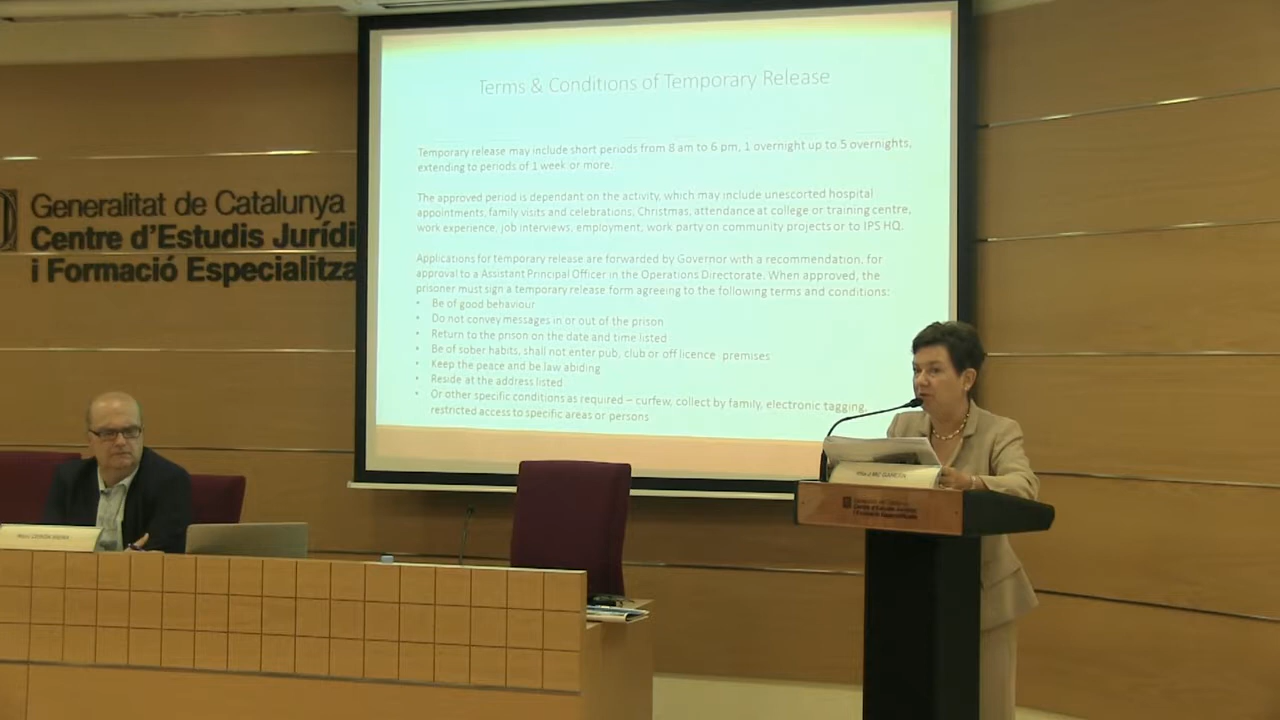 Terms & Conditions of Temporary Release
Temporary release may include short periods from 8 am to 6 pm, 1 overnight up to 5 overnights,
extending to periods of 1 week or more.
The approved period is dependant on the activity, which may include unescorted hospital
appointments, family visits and celebrations, Christmas, attendance at college or training centre,
work experience, job interviews, employment, work party on community projects or to IPS HQ.
Applications for temporary release are forwarded by Governor with a recommendation, for
approval to a Assistant Principal Officer in the Operations Directorate. When approved, the
prisoner must sign a temporary release form agreeing to the following terms and conditions:
• Be of good behaviour
• Do not convey messages in or out of the prison
• Return to the prison on the date and time listed
• Be of sober habits, shall not enter pub, club or off licence premises
• Keep the peace and be law abiding
• Reside at the address listed
• Or other specific conditions as required – curfew, collect by family, electronic tagging,
restricted access to specific areas or persons
Generalitat de Catalunya
Centre d'Estudis Jurídi
i Formació Especialitza